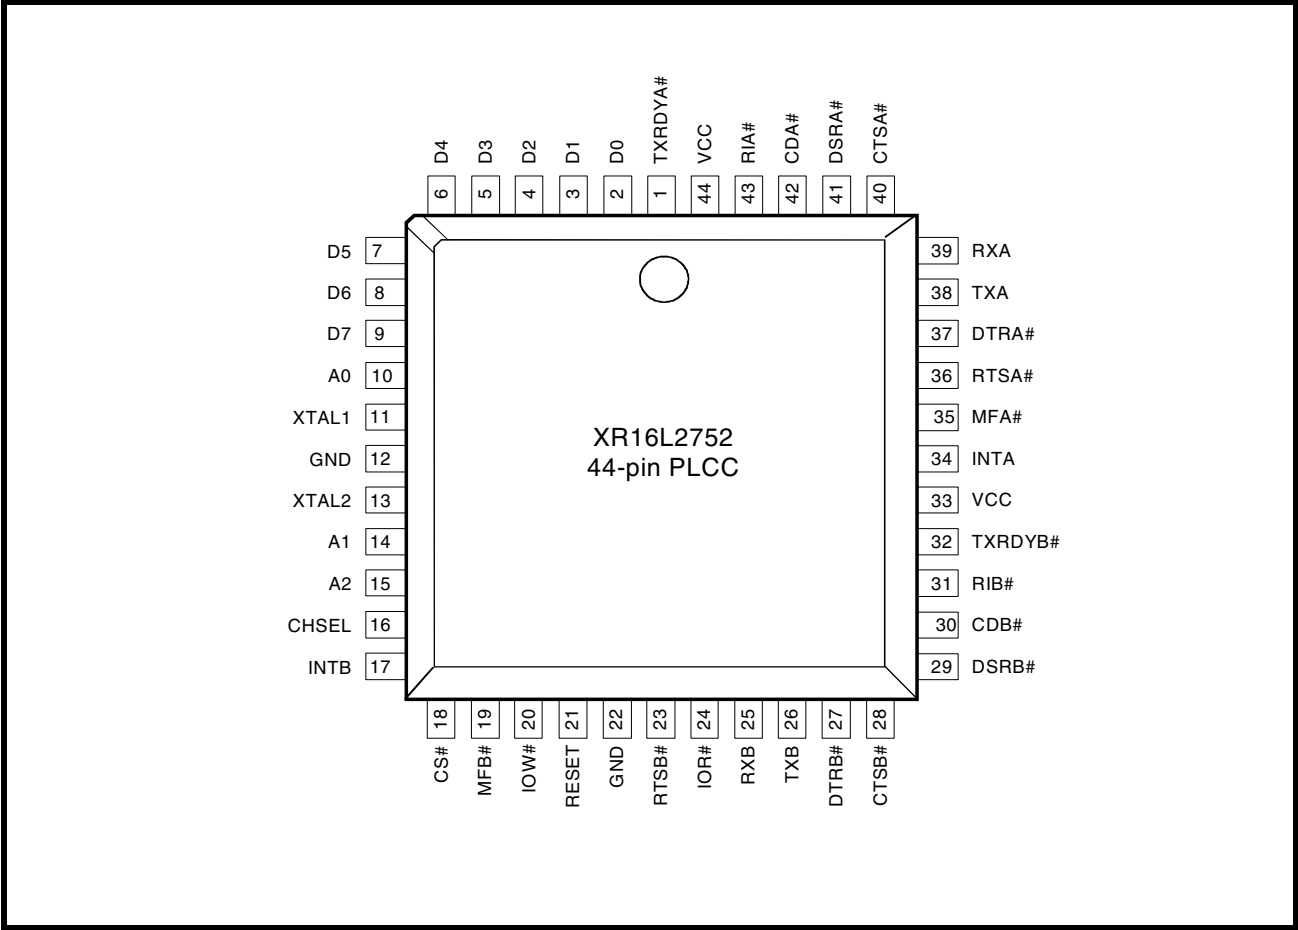 D4 D3 D2 D1 D0 TXRDYA# VCC RIA# CDA# DSRA# CTSA#
6 5 4 3 2 1 44 43 42 41 40
D5 7 39 RXA
D6 8 38 TXA
D7 9 37 DTRA#
A0 10 36 RTSA#
XTAL1 11 35 MFA#
XR16L2752
GND 12 34 INTA
44-pin PLCC
XTAL2 13 33 VCC
A1 14 32 TXRDYB#
A2 15 31 RIB#
CHSEL 16 30 CDB#
INTB 17 29 DSRB#
18 19 20 21 22 23 24 25 26 27 28
CS# MFB# IOW# RESET GND RTSB# IOR# RXB TXB DTRB# CTSB#